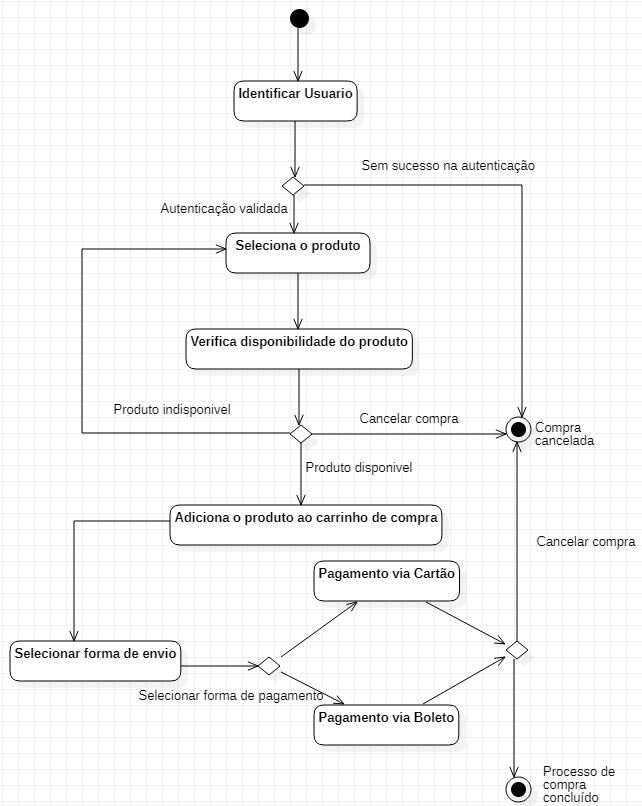 Identificar Usuario
Sem sucesso na autenticação
Autenticação validada
Seleciona o produto
Verifica disponibilidade do produto
Produto indisponivel
Cancelar compra
Compra
cancelada
Produto disponivel
Adiciona o produto ao carrinho de compra
Cancelar compra
Pagamento via Cartão
Selecionar forma de envio
Selecionar forma de pagamento
Pagamento via Boleto
Processo de
compra
concluído